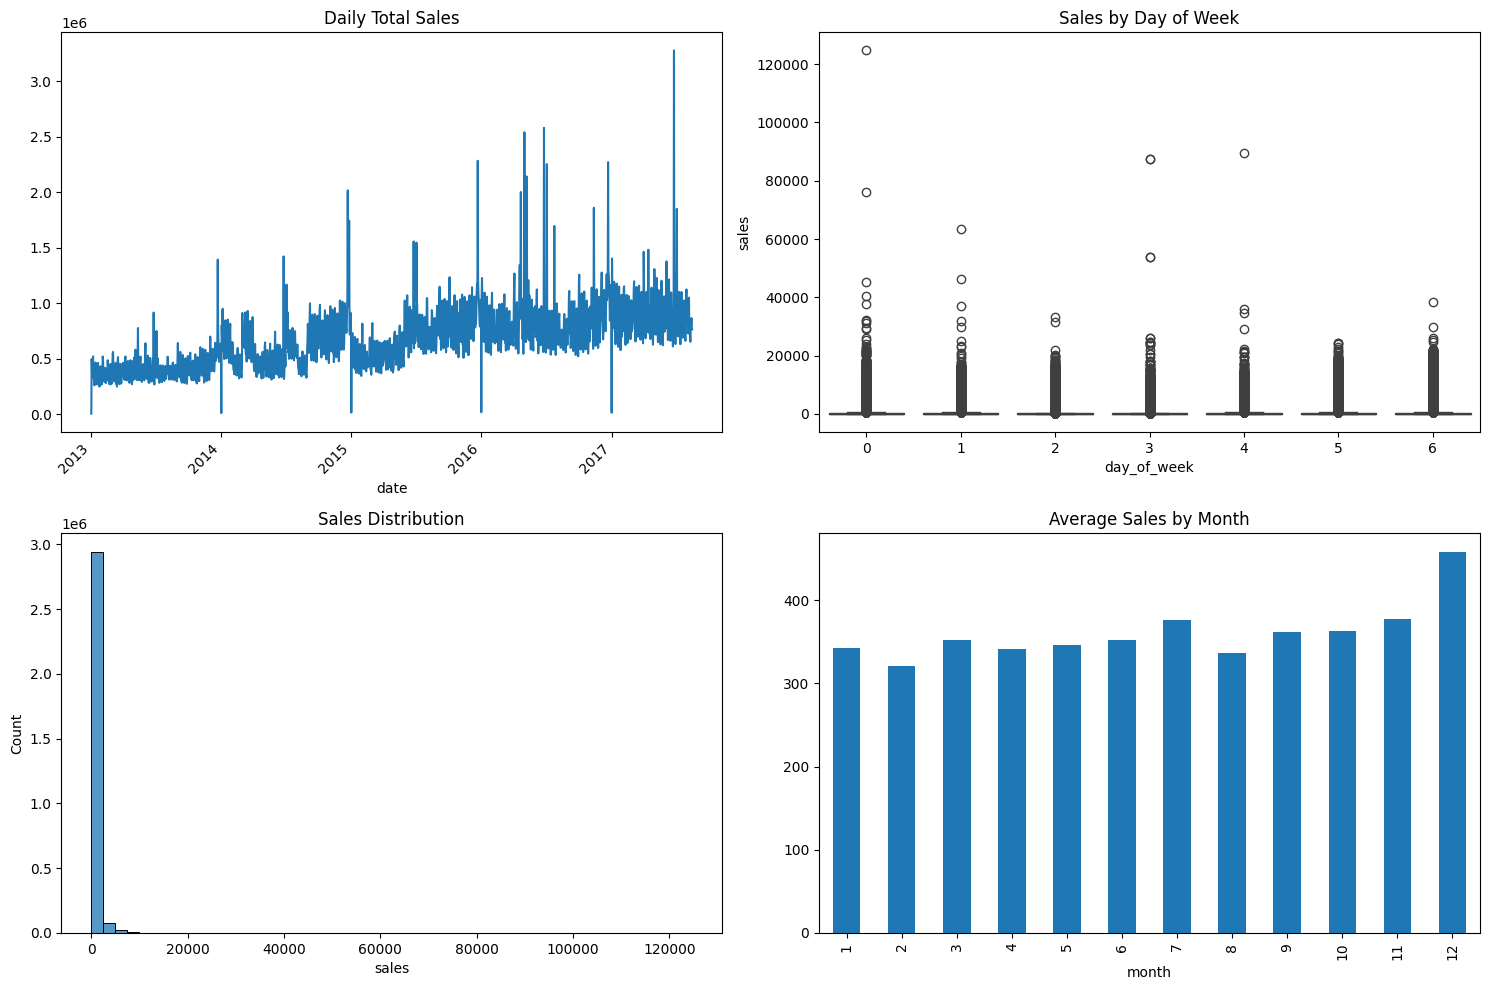 Daily Total Sales
1e6
3.0
2.5
2.0
1.5
1.0
0.5
0.0
2013
2014
2015
2016
2017
date
Sales by Day of Week
sales
120000
100000
80000
60000
40000
20000
0
0 1 2 3 4 5 6
day_of_week
Sales Distribution
1e6
Count
3.0
2.5
2.0
1.5
1.0
0.5
0.0
0 20000 40000 60000 80000 100000 120000
sales
Average Sales by Month
400
300
200
100
0
1 2 3 4 5 6 7 8 9 10 11 12
month